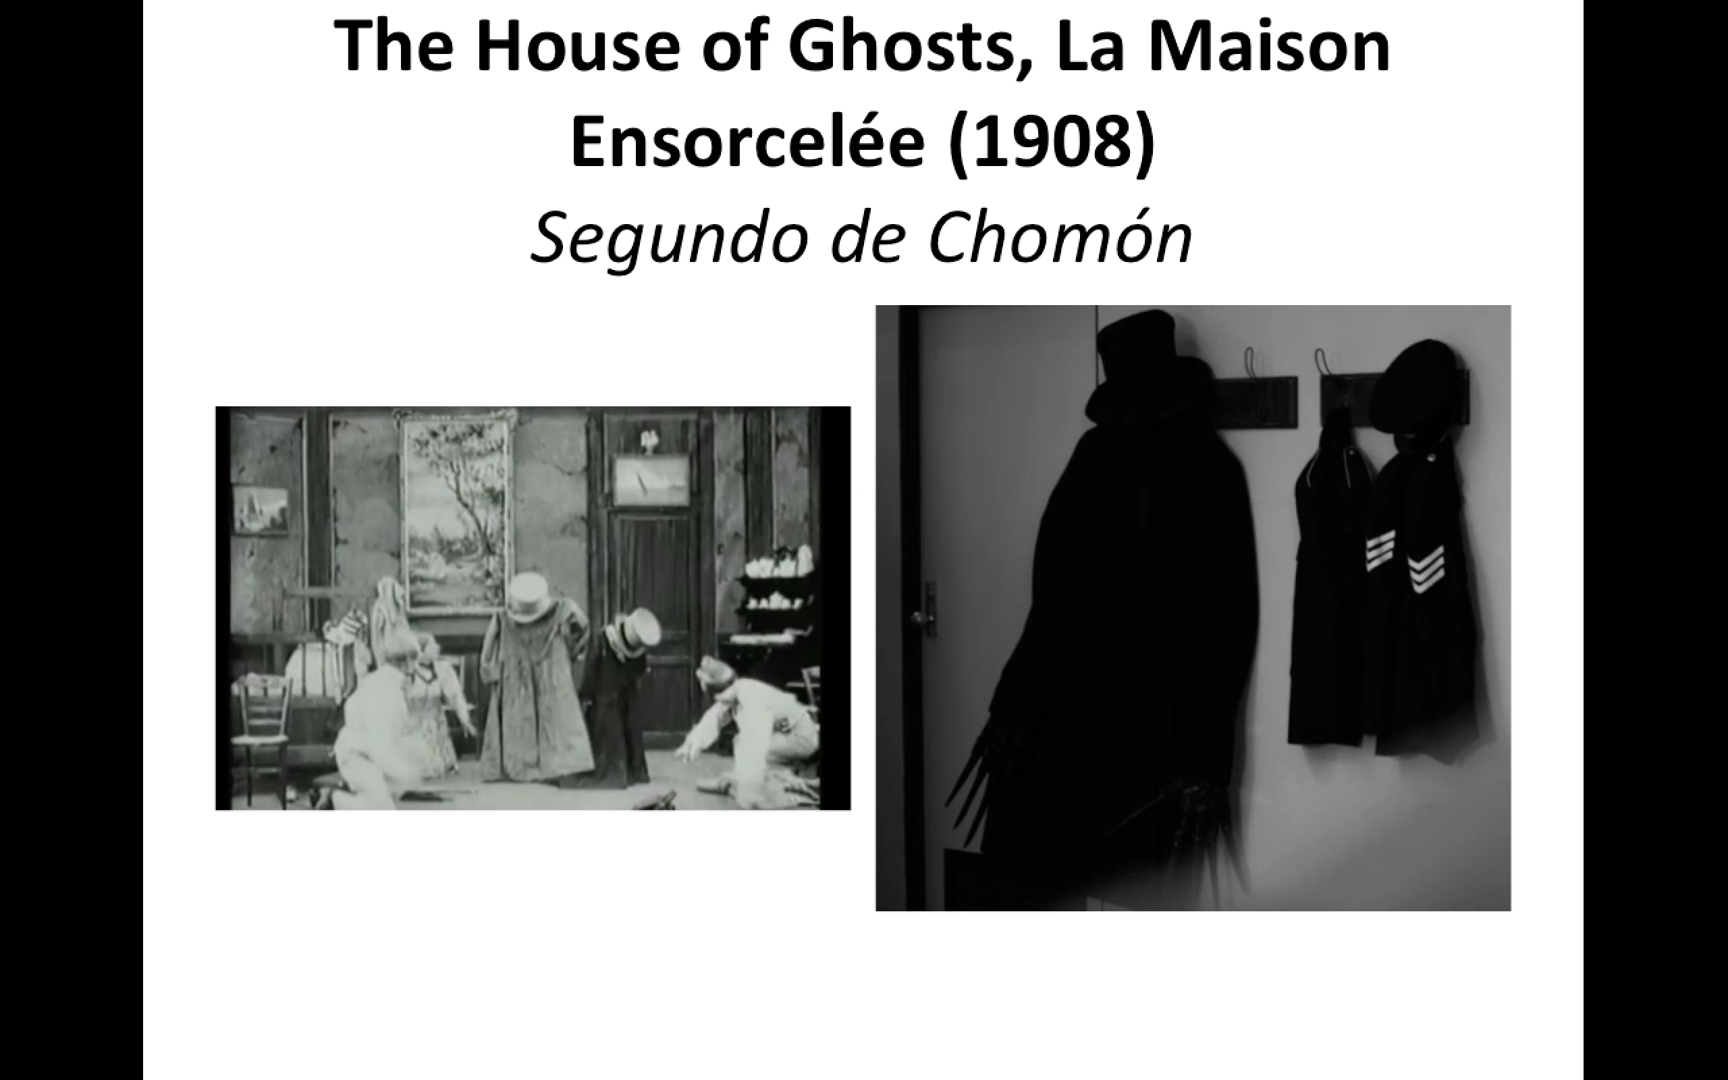 The House of Ghosts, La Maison
Ensorcelée (1908)
Segundo de Chomón